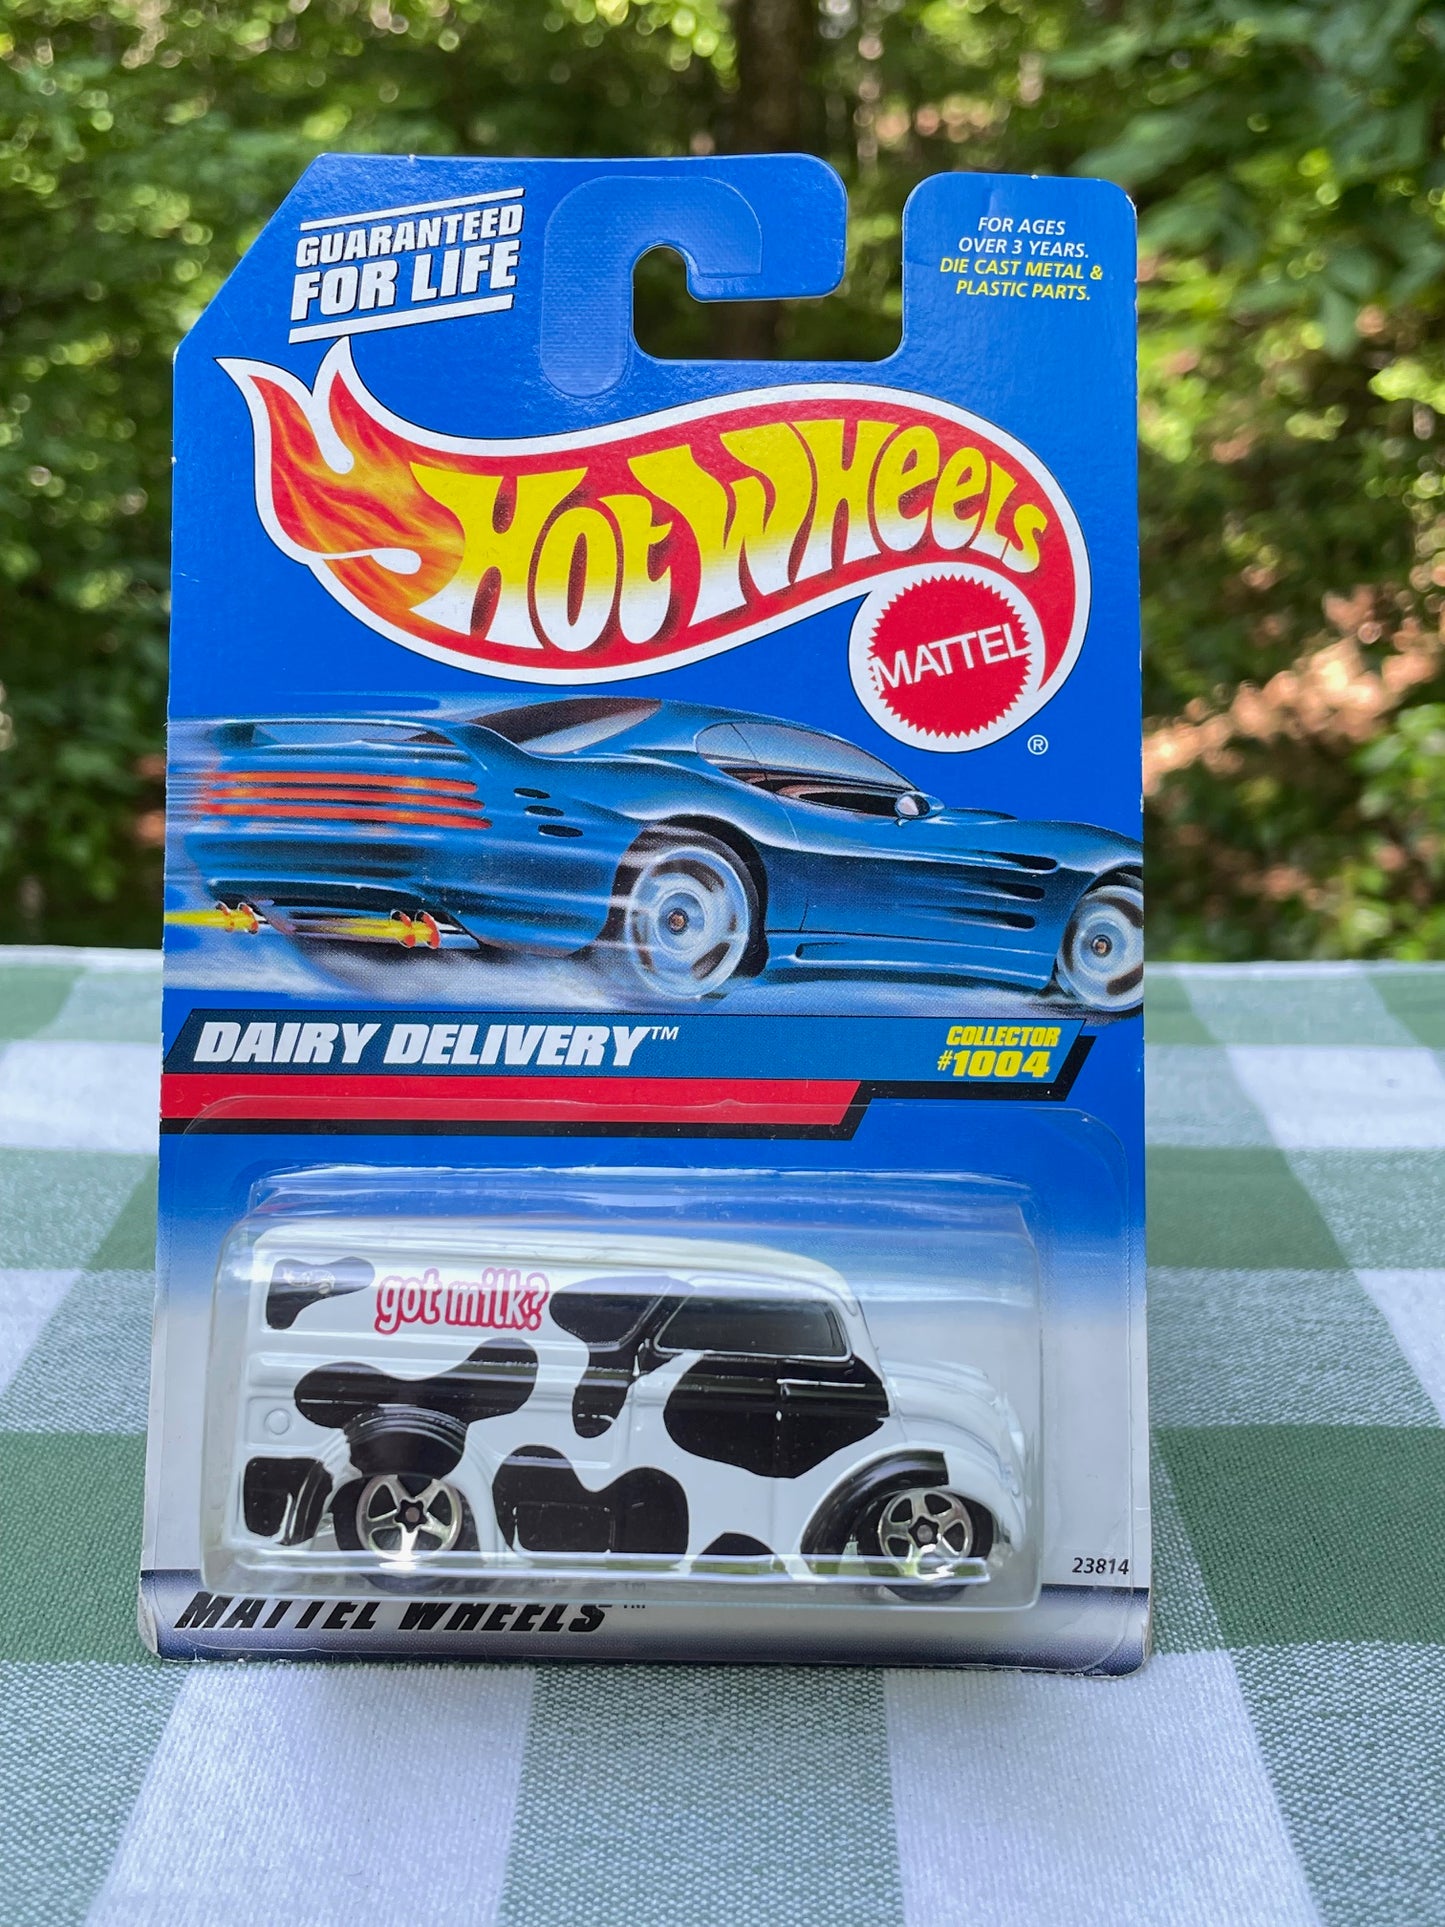 GUARANTEED
FOR LIFE
FOR AGES
OVER 3 YEARS.
DIE CAST METAL &
PLASTIC PARTS.
HOT WHEELS
MATTEL
®
DAIRY DELIVERY™
COLLECTOR
#1004
got milk?
23814
MATTEL WHEELS™